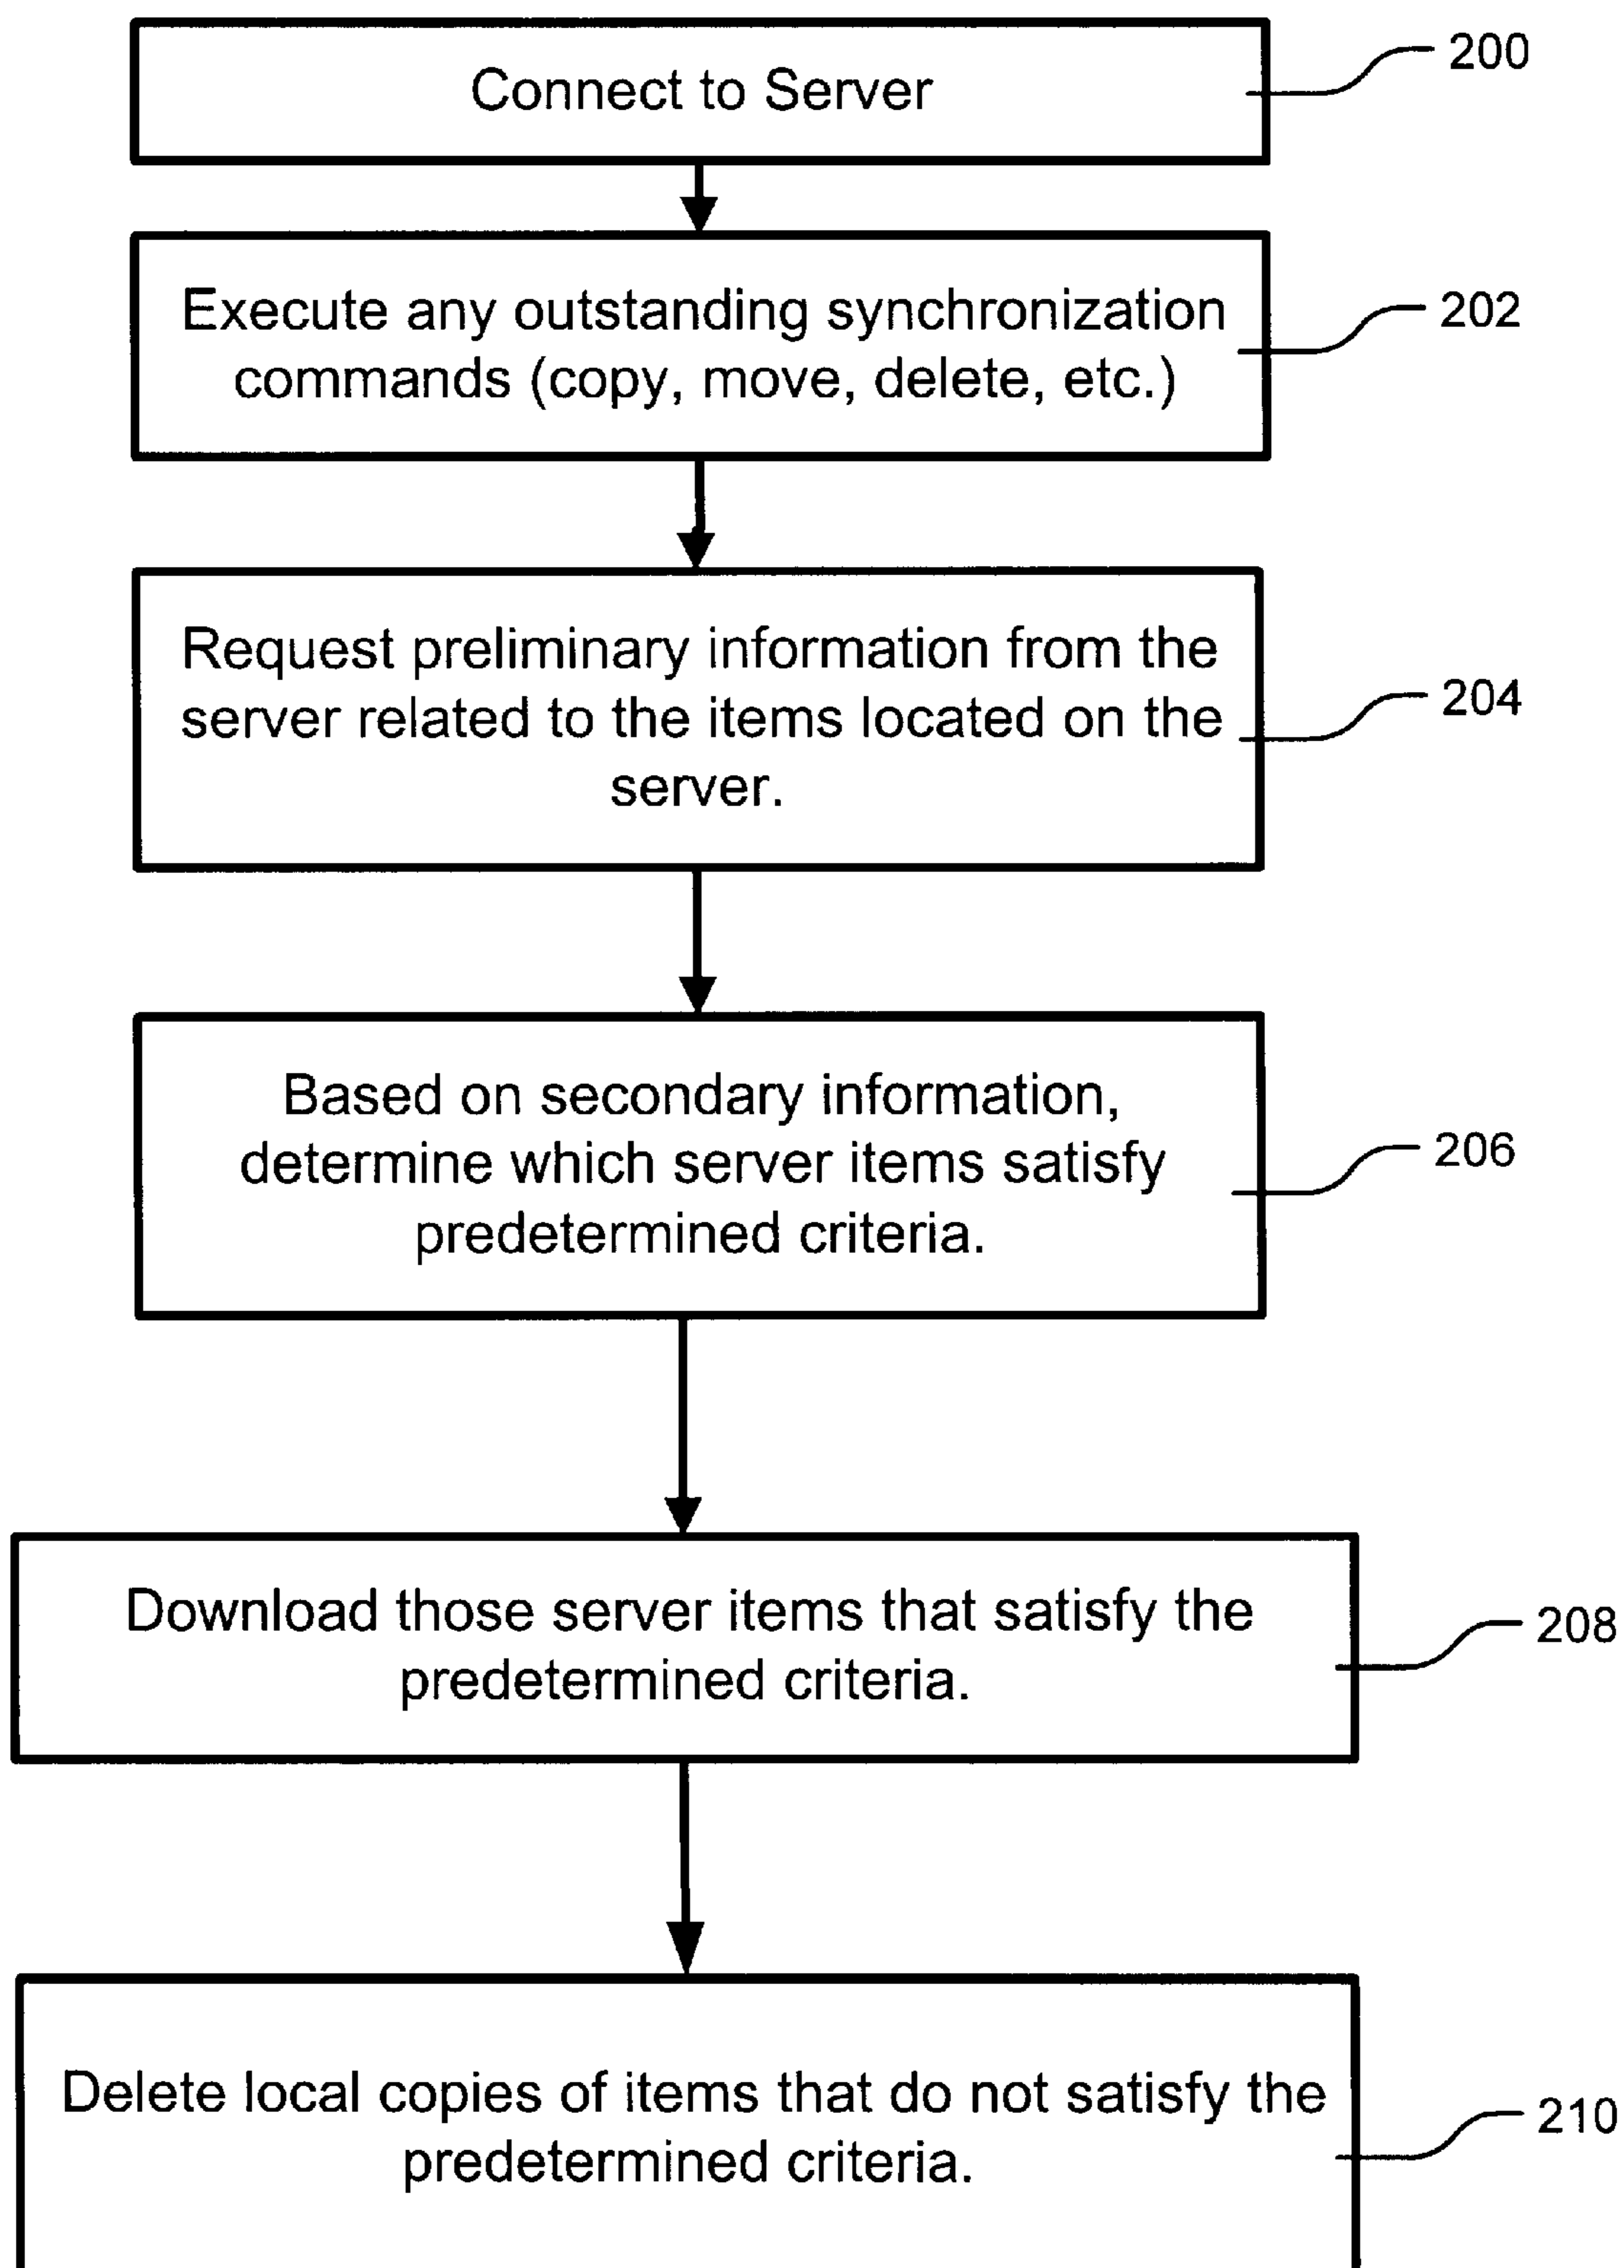 Connect to Server
200
Execute any outstanding synchronization
commands (copy, move, delete, etc.)
202
Request preliminary information from the
server related to the items located on the
server.
204
Based on secondary information,
determine which server items satisfy
predetermined criteria.
206
Download those server items that satisfy the
predetermined criteria.
208
Delete local copies of items that do not satisfy the
predetermined criteria.
210